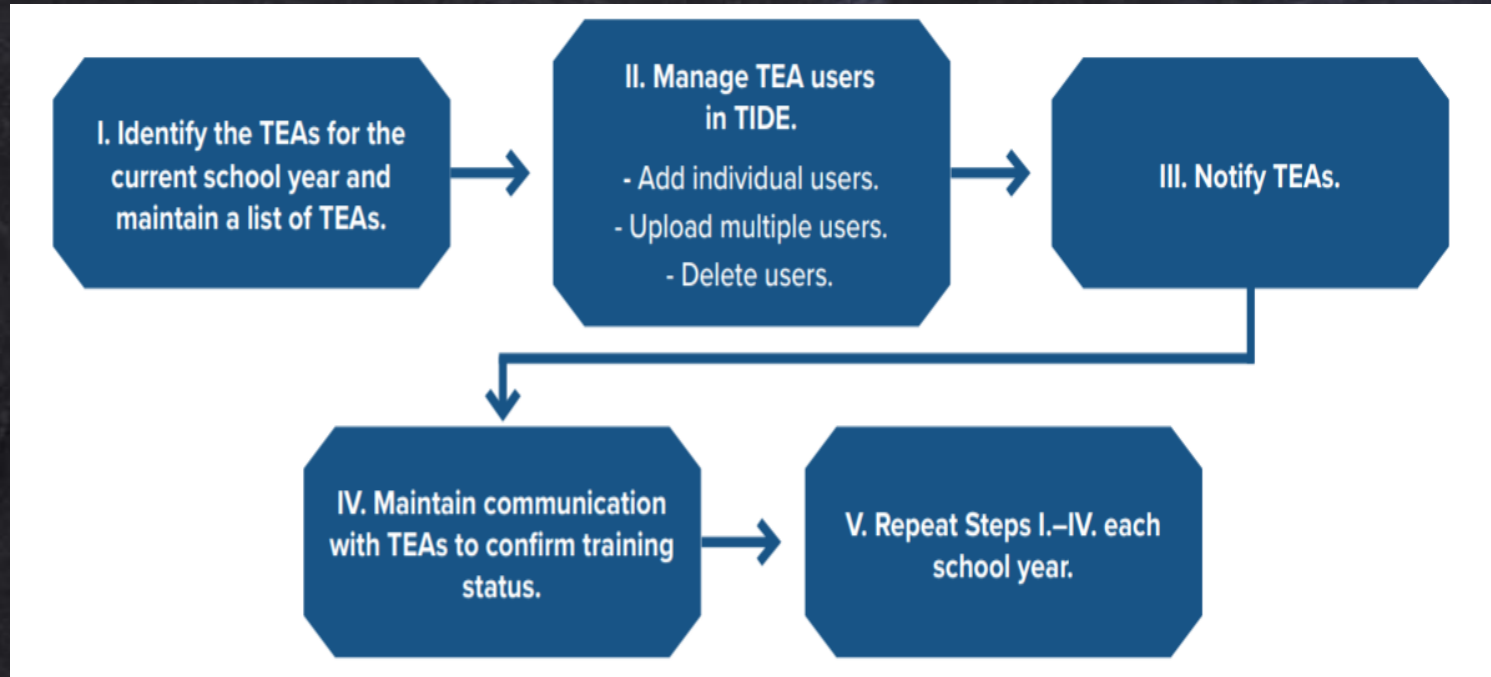 I. Identify the TEAs for the
current school year and
maintain a list of TEAs.
II. Manage TEA users
in TIDE.
- Add individual users.
- Upload multiple users.
- Delete users.
III. Notify TEAs.
IV. Maintain communication
with TEAs to confirm training
status.
V. Repeat Steps I.–IV. each
school year.